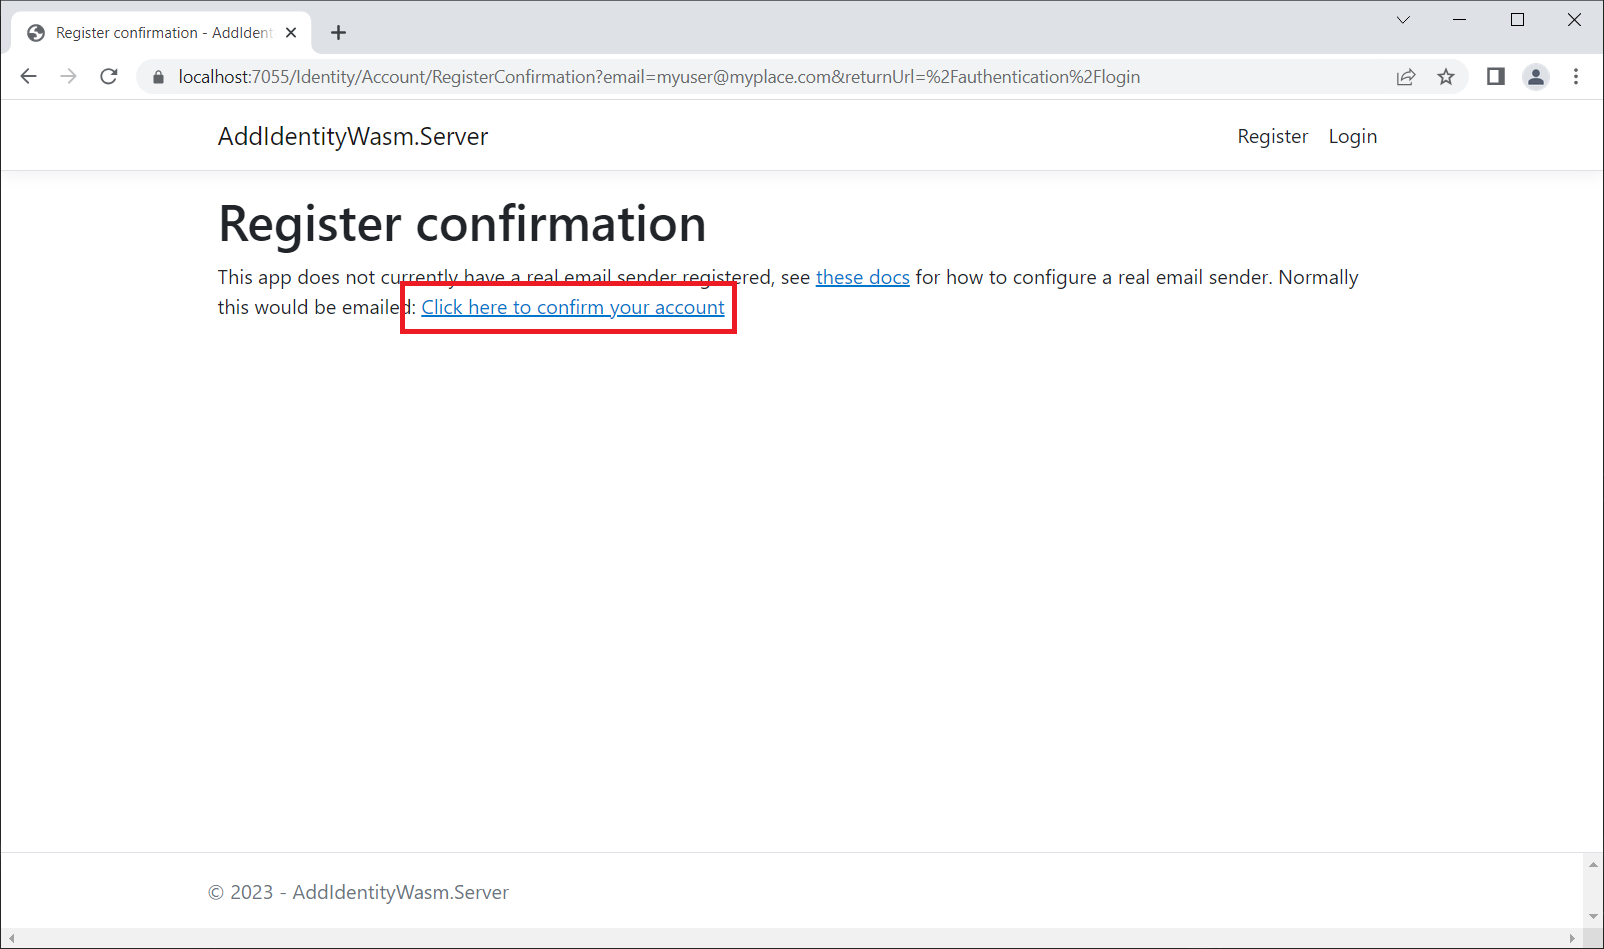 Register confirmation - AddIdent
localhost:7055/Identity/Account/RegisterConfirmation?email=myuser@myplace.com&returnUrl=%2Fauthentication%2Flogin
AddIdentityWasm.Server Register Login
Register confirmation
This app does not currently have a real email sender registered, see these docs for how to configure a real email sender. Normally
this would be emailed: Click here to confirm your account
© 2023 - AddIdentityWasm.Server